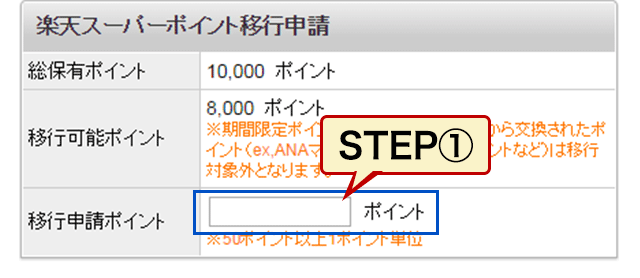 楽天スーパーポイント移行申請
総保有ポイント 10,000 ポイント
8,000 ポイント
移行可能ポイント ※期間限定ポイン から交換されたポ
イント(ex,ANAマ ントなど)は移行
対象外となります。
STEP①
移行申請ポイント ポイント
※50ポイント以上1ポイント単位